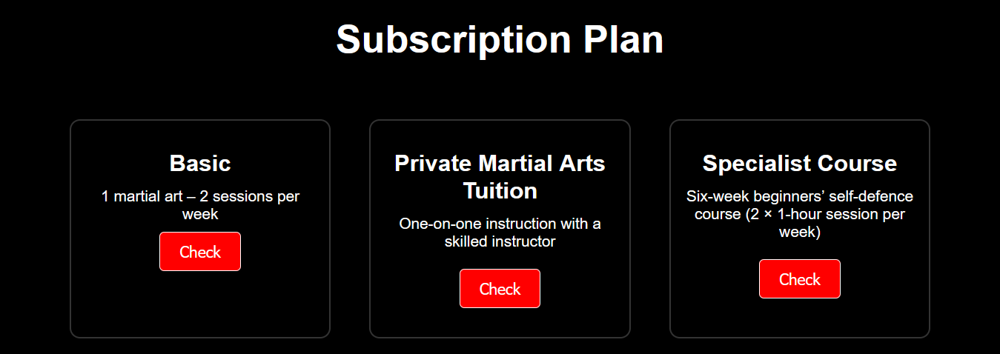 Subscription Plan
Basic
1 martial art – 2 sessions per
week
Check
Private Martial Arts
Tuition
One-on-one instruction with a
skilled instructor
Check
Specialist Course
Six-week beginners’ self-defence
course (2 × 1-hour session per
week)
Check